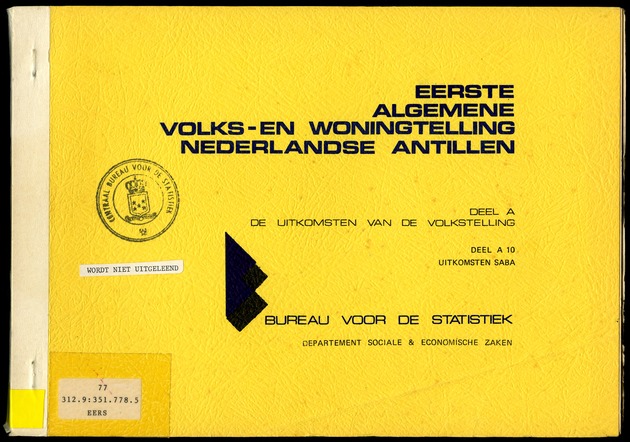 EERSTE
ALGEMENE
VOLKS-EN WONINGTELLING
NEDERLANDSE ANTILLEN
CENTRAAL BUREAU VOOR DE STATISTIEK
DEEL A
DE UITKOMSTEN VAN DE VOLKSTELLING
DEEL A 10.
UITKOMSTEN SABA
WORDT NIET UITGELEEND
BUREAU VOOR DE STATISTIEK
DEPARTEMENT SOCIALE & ECONOMISCHE ZAKEN
77
312.9:351.778.5
EERS